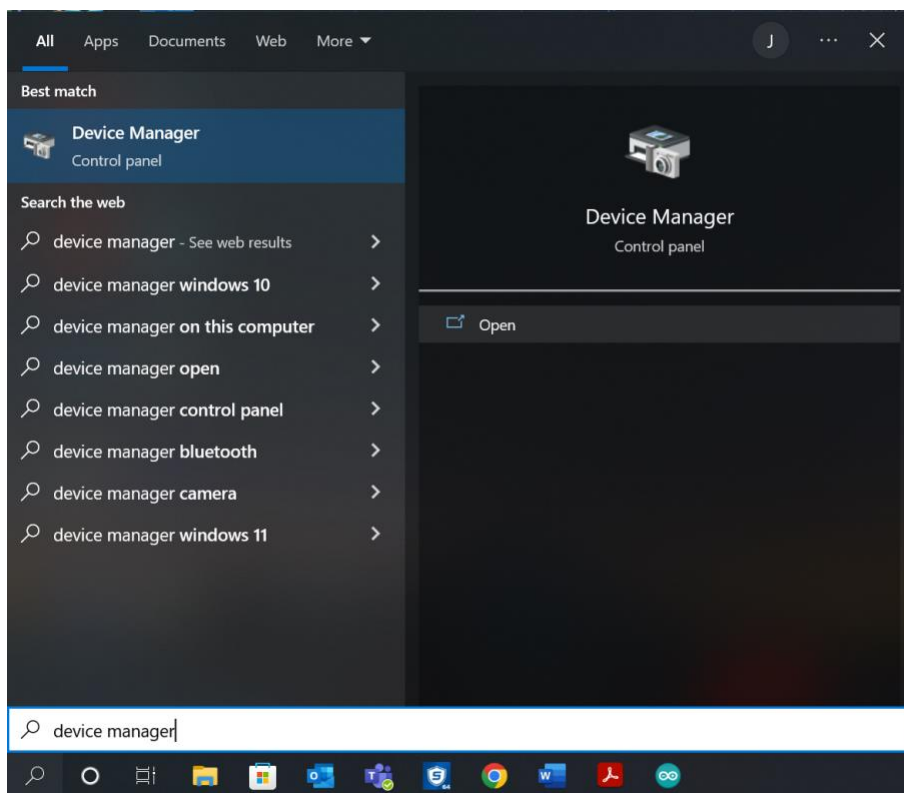 All Apps Documents Web More J ...
Best match
Device Manager
Control panel
Search the web
device manager - See web results
device manager windows 10
device manager on this computer
device manager open
device manager control panel
device manager bluetooth
device manager camera
device manager windows 11
Device Manager
Control panel
Open
device manager